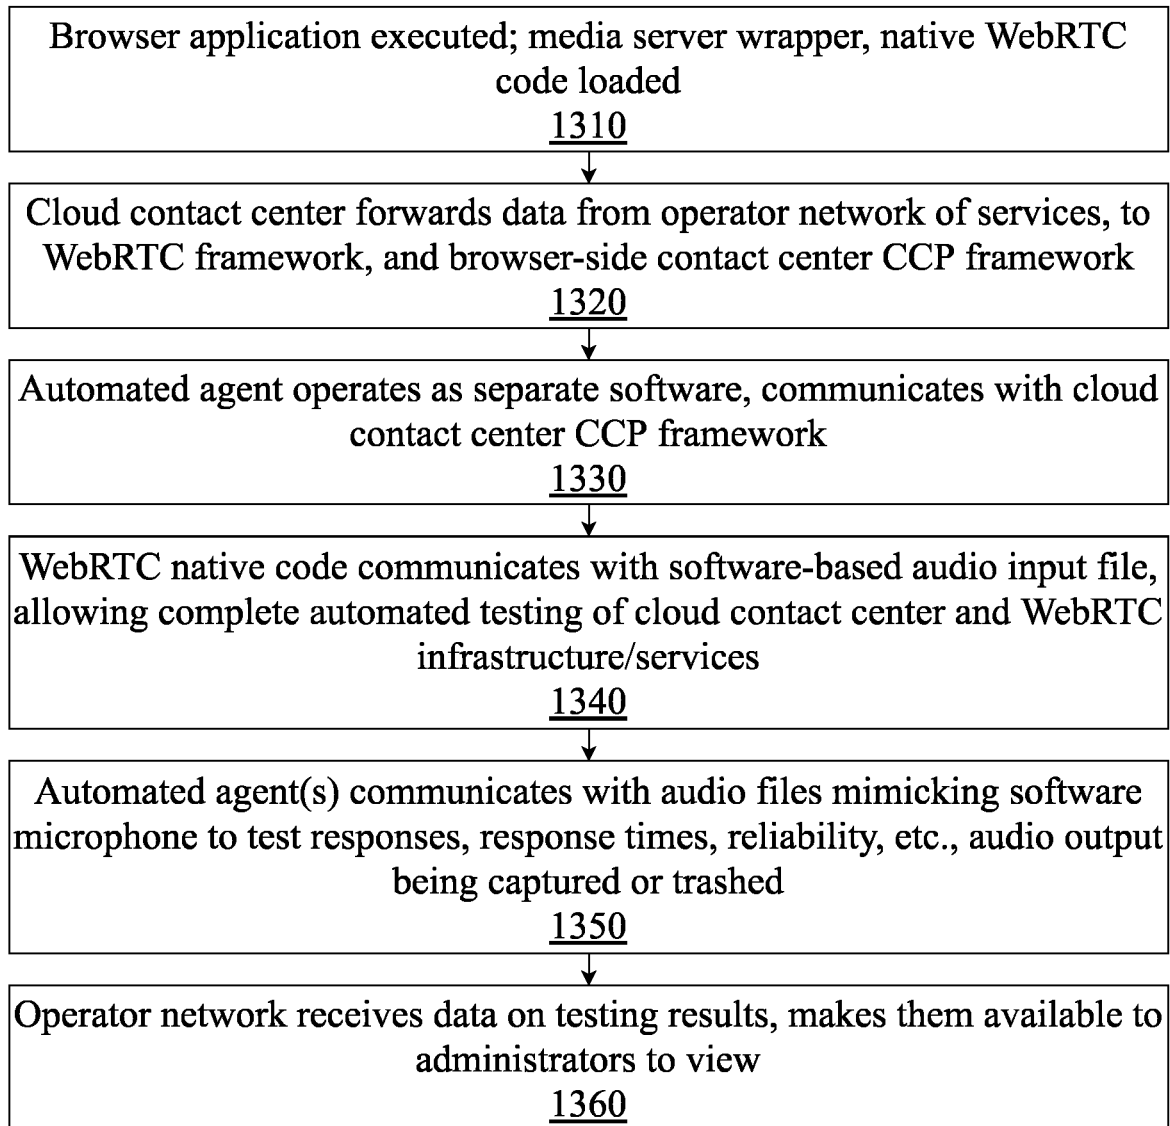 Browser application executed; media server wrapper, native WebRTC
code loaded
1310
Cloud contact center forwards data from operator network of services, to
WebRTC framework, and browser-side contact center CCP framework
1320
Automated agent operates as separate software, communicates with cloud
contact center CCP framework
1330
WebRTC native code communicates with software-based audio input file,
allowing complete automated testing of cloud contact center and WebRTC
infrastructure/services
1340
Automated agent(s) communicates with audio files mimicking software
microphone to test responses, response times, reliability, etc., audio output
being captured or trashed
1350
Operator network receives data on testing results, makes them available to
administrators to view
1360